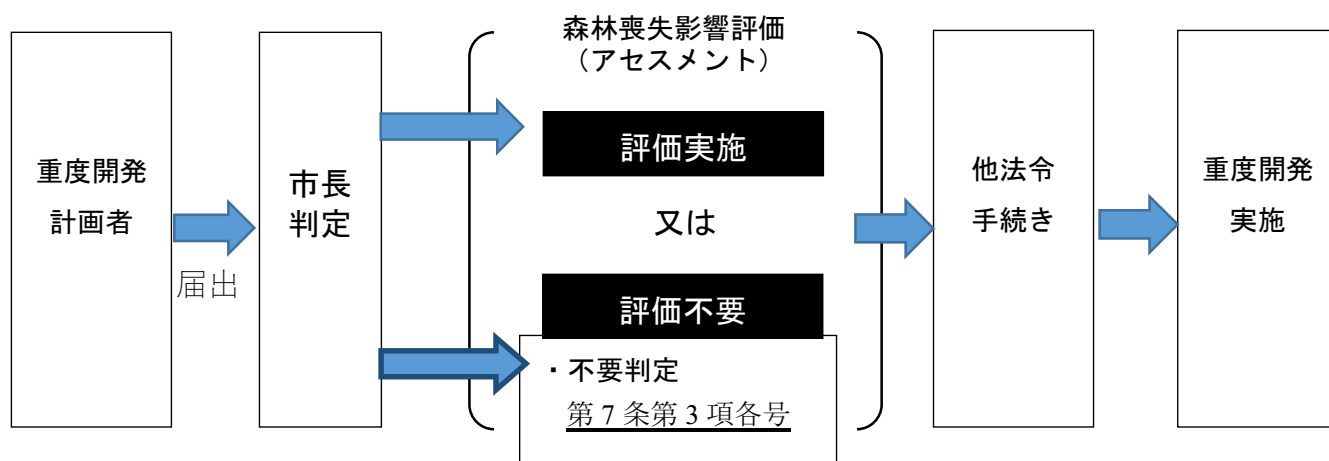 重度開発
計画者
届出
市長
判定
森林喪失影響評価
（アセスメント）
評価実施
又は
評価不要
・不要判定
第7条第3項各号
他法令
手続き
重度開発
実施